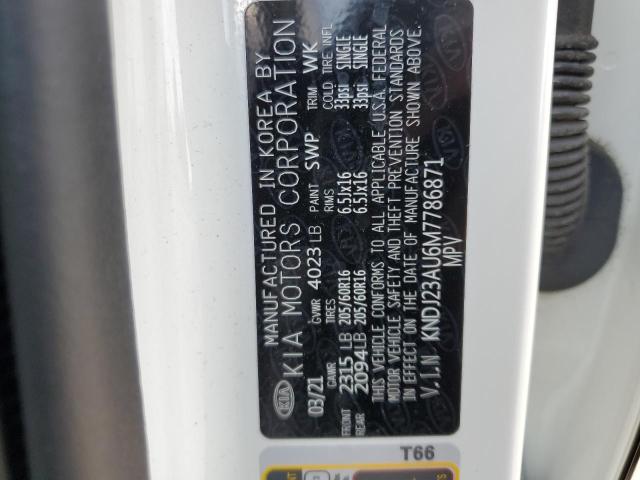 KIA
MANUFACTURED IN KOREA BY
KIA MOTORS CORPORATION
03/21 GVWR 4023 LB PAINT SWP TRIM WK
GAWR TIRES RIMS COLD TIRE INFL
FRONT 2315 LB 205/60R16 6.5Jx16 33psi SINGLE
REAR 2094 LB 205/60R16 6.5Jx16 33psi SINGLE
THIS VEHICLE CONFORMS TO ALL APPLICABLE U.S.A. FEDERAL
MOTOR VEHICLE SAFETY AND THEFT PREVENTION STANDARDS
IN EFFECT ON THE DATE OF MANUFACTURE SHOWN ABOVE.
V.I.N KNDJ23AU6M7786871
MPV
T66